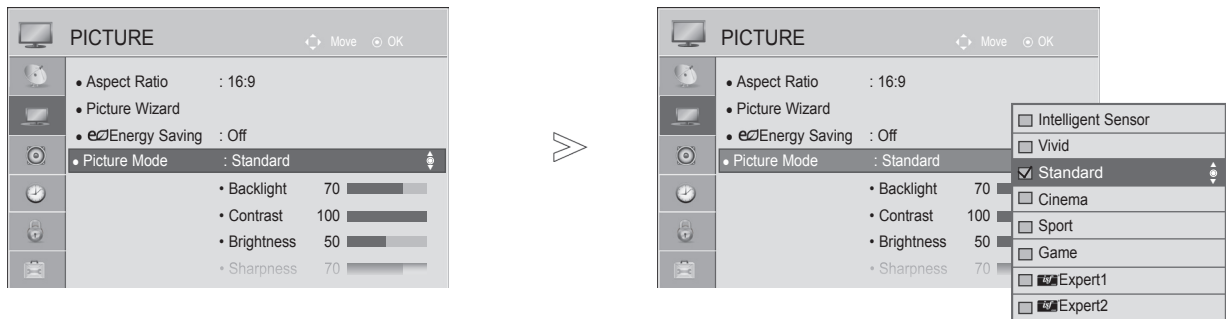 PICTURE Move OK
• Aspect Ratio : 16:9
• Picture Wizard
• Energy Saving : Off
• Picture Mode : Standard
• Backlight 70
• Contrast 100
• Brightness 50
• Sharpness 70
PICTURE Move OK
• Aspect Ratio : 16:9
• Picture Wizard
• Energy Saving : Off
• Picture Mode : Standard
• Backlight 70
• Contrast 100
• Brightness 50
• Sharpness 70
Intelligent Sensor
Vivid
Standard
Cinema
Sport
Game
Expert1
Expert2